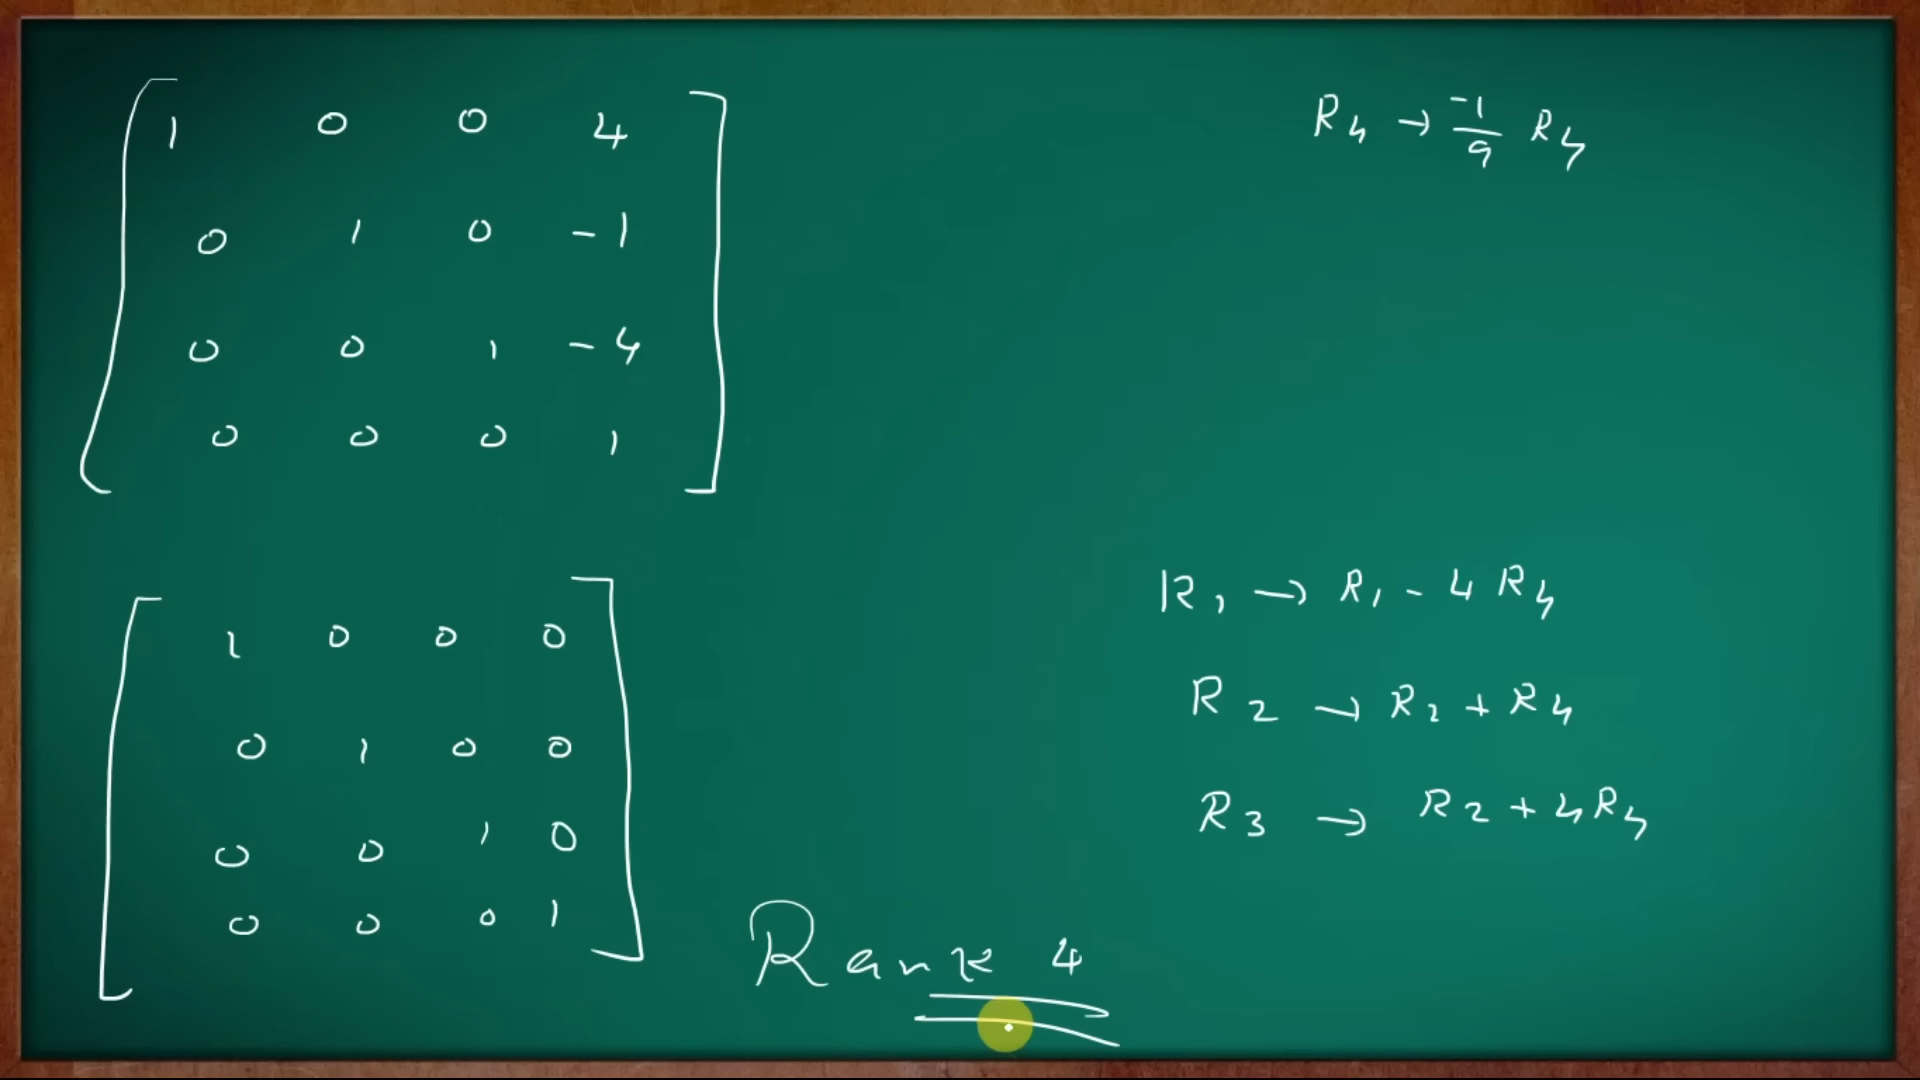 1 0 0 4
R4 → -1/9 R4
0 1 0 -1
0 0 1 -4
0 0 0 1
1 0 0 0
R1 → R1 - 4 R4
0 1 0 0
R2 → R2 + R4
0 0 1 0
R3 → R2 + 4R4
0 0 0 1
Rank 4